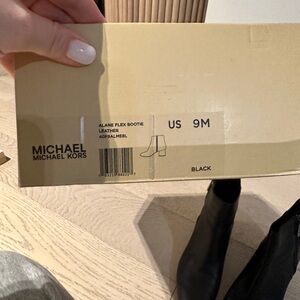 ALANE FLEX BOOTIE
LEATHER
US 9M
MICHAEL
MICHAEL KORS
BLACK